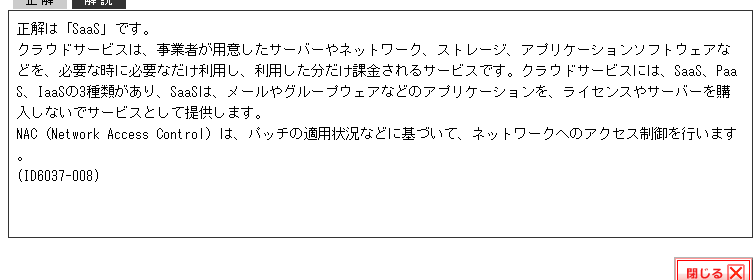 正解 解説
正解は「SaaS」です。
クラウドサービスは、事業者が用意したサーバーやネットワーク、ストレージ、アプリケーションソフトウェアな
どを、必要な時に必要なだけ利用し、利用した分だけ課金されるサービスです。クラウドサービスには、SaaS、Paa
S、IaaSの3種類があり、SaaSは、メールやグループウェアなどのアプリケーションを、ライセンスやサーバーを購
入しないでサービスとして提供します。
NAC (Network Access Control) は、パッチの適用状況などに基づいて、ネットワークへのアクセス制御を行います
。
(ID6037-008)
閉じる